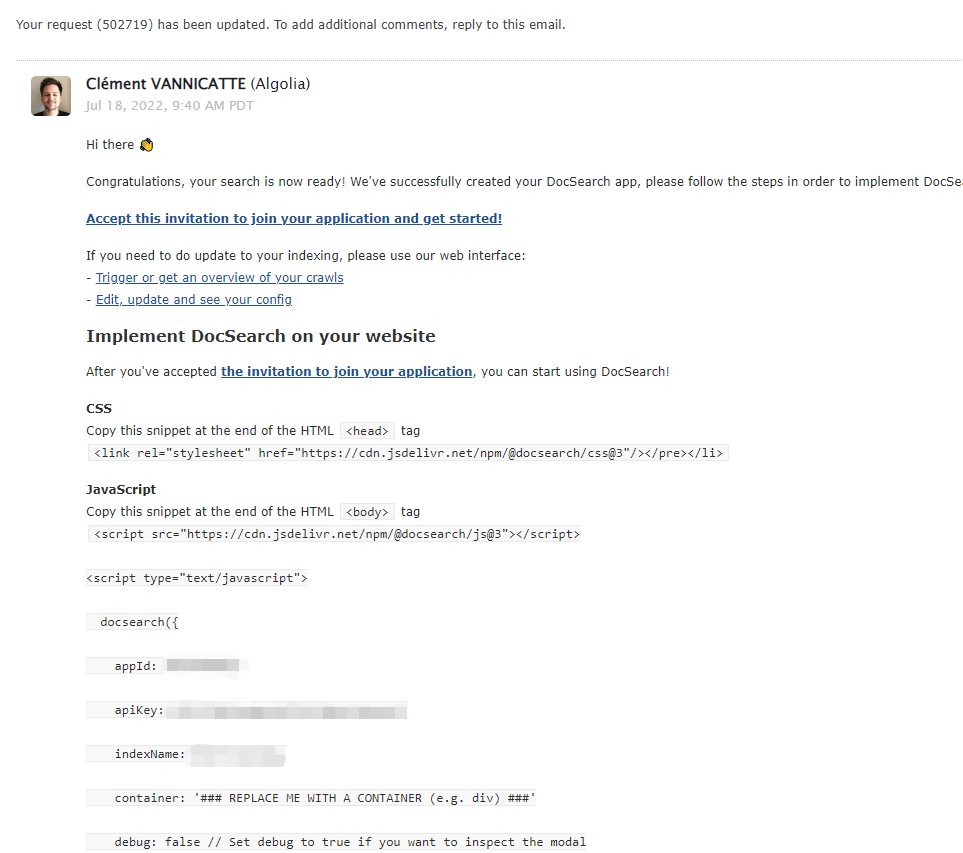 Your request (502719) has been updated. To add additional comments, reply to this email.
Clément VANNICATTE (Algolia)
Jul 18, 2022, 9:40 AM PDT
Hi there 👋
Congratulations, your search is now ready! We've successfully created your DocSearch app, please follow the steps in order to implement DocSe
Accept this invitation to join your application and get started!
If you need to do update to your indexing, please use our web interface:
- Trigger or get an overview of your crawls
- Edit, update and see your config
Implement DocSearch on your website
After you've accepted the invitation to join your application, you can start using DocSearch!
CSS
Copy this snippet at the end of the HTML <head> tag
<link rel="stylesheet" href="https://cdn.jsdelivr.net/npm/@docsearch/css@3"/></pre></li>
JavaScript
Copy this snippet at the end of the HTML <body> tag
<script src="https://cdn.jsdelivr.net/npm/@docsearch/js@3"></script>
<script type="text/javascript">
docsearch({
appId:
apiKey:
indexName:
container: '### REPLACE ME WITH A CONTAINER (e.g. div) ###'
debug: false // Set debug to true if you want to inspect the modal